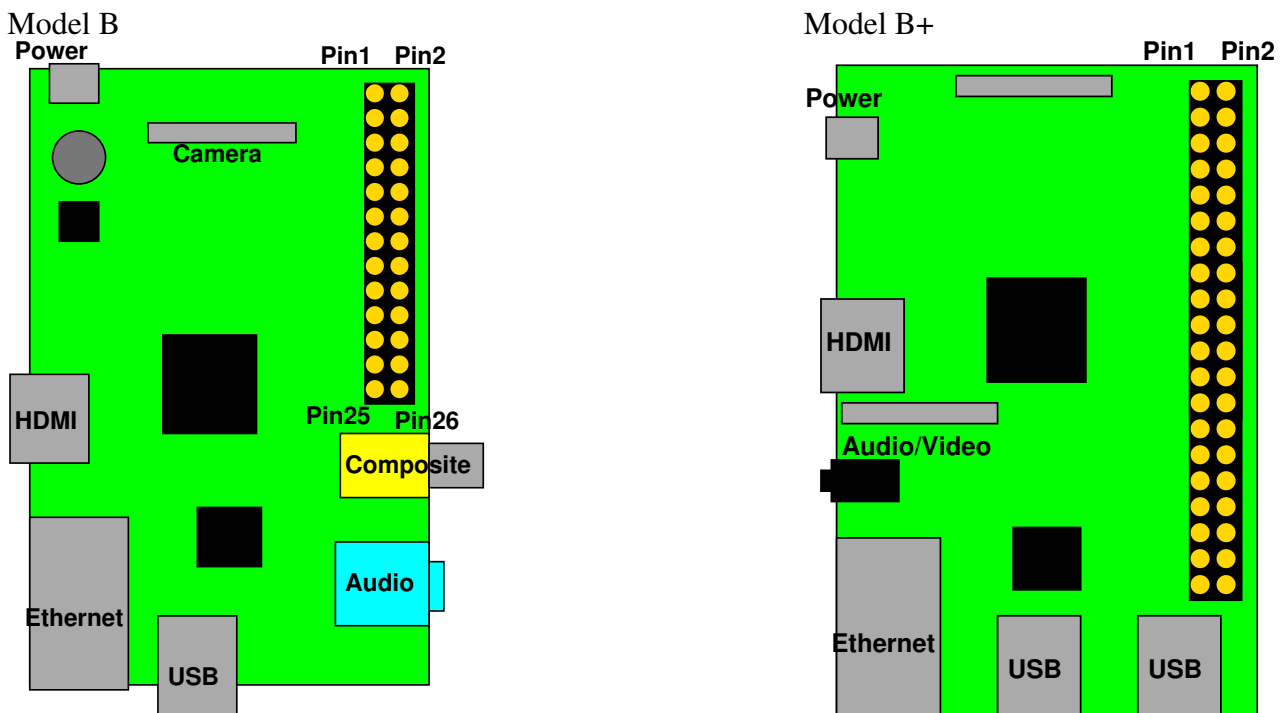 Model B
Power
Pin1 Pin2
Camera
HDMI
Pin25 Pin26
Composite
Audio
Ethernet
USB
Model B+
Pin1 Pin2
Power
HDMI
Audio/Video
Ethernet
USB USB